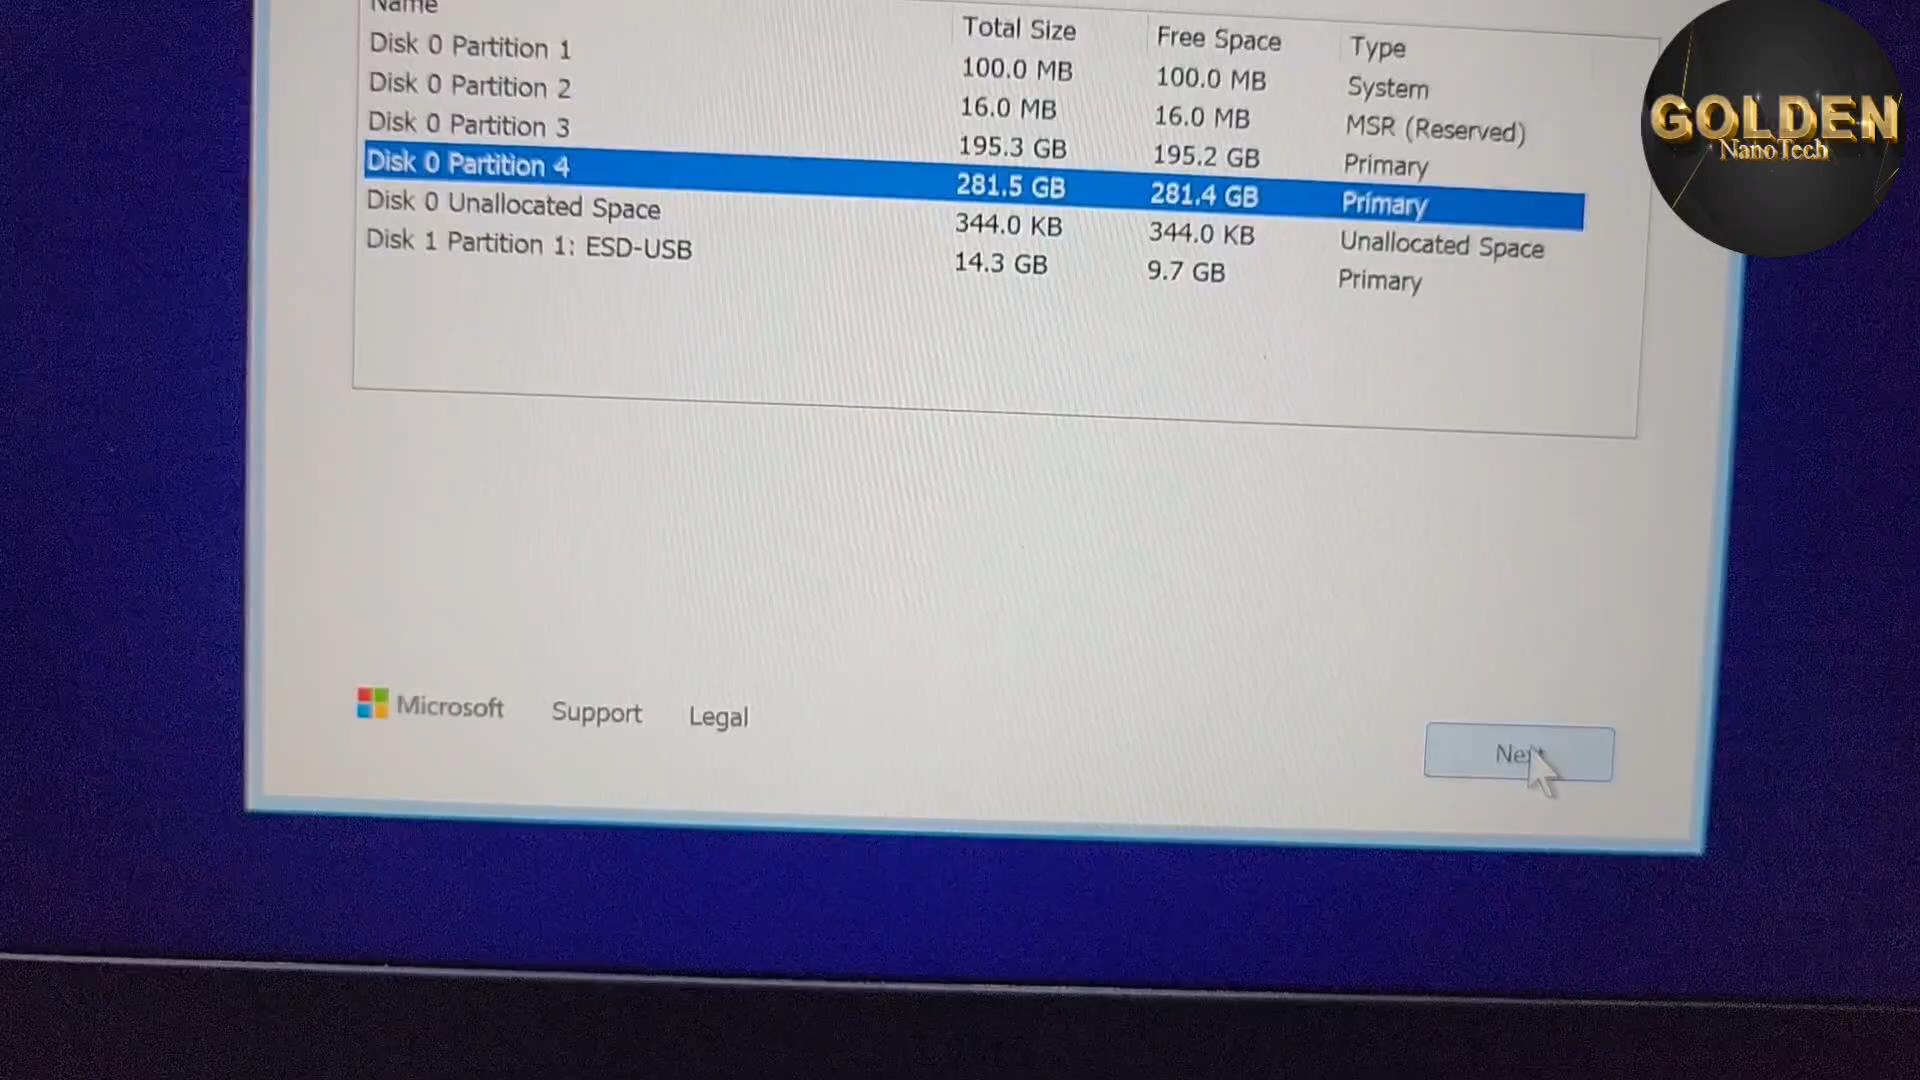 Name Total Size Free Space Type
Disk 0 Partition 1 100.0 MB 100.0 MB System
Disk 0 Partition 2 16.0 MB 16.0 MB MSR (Reserved)
Disk 0 Partition 3 195.3 GB 195.2 GB Primary
Disk 0 Partition 4 281.5 GB 281.4 GB Primary
Disk 0 Unallocated Space 344.0 KB 344.0 KB Unallocated Space
Disk 1 Partition 1: ESD-USB 14.3 GB 9.7 GB Primary
Microsoft Support Legal
Next
GOLDEN
NanoTech